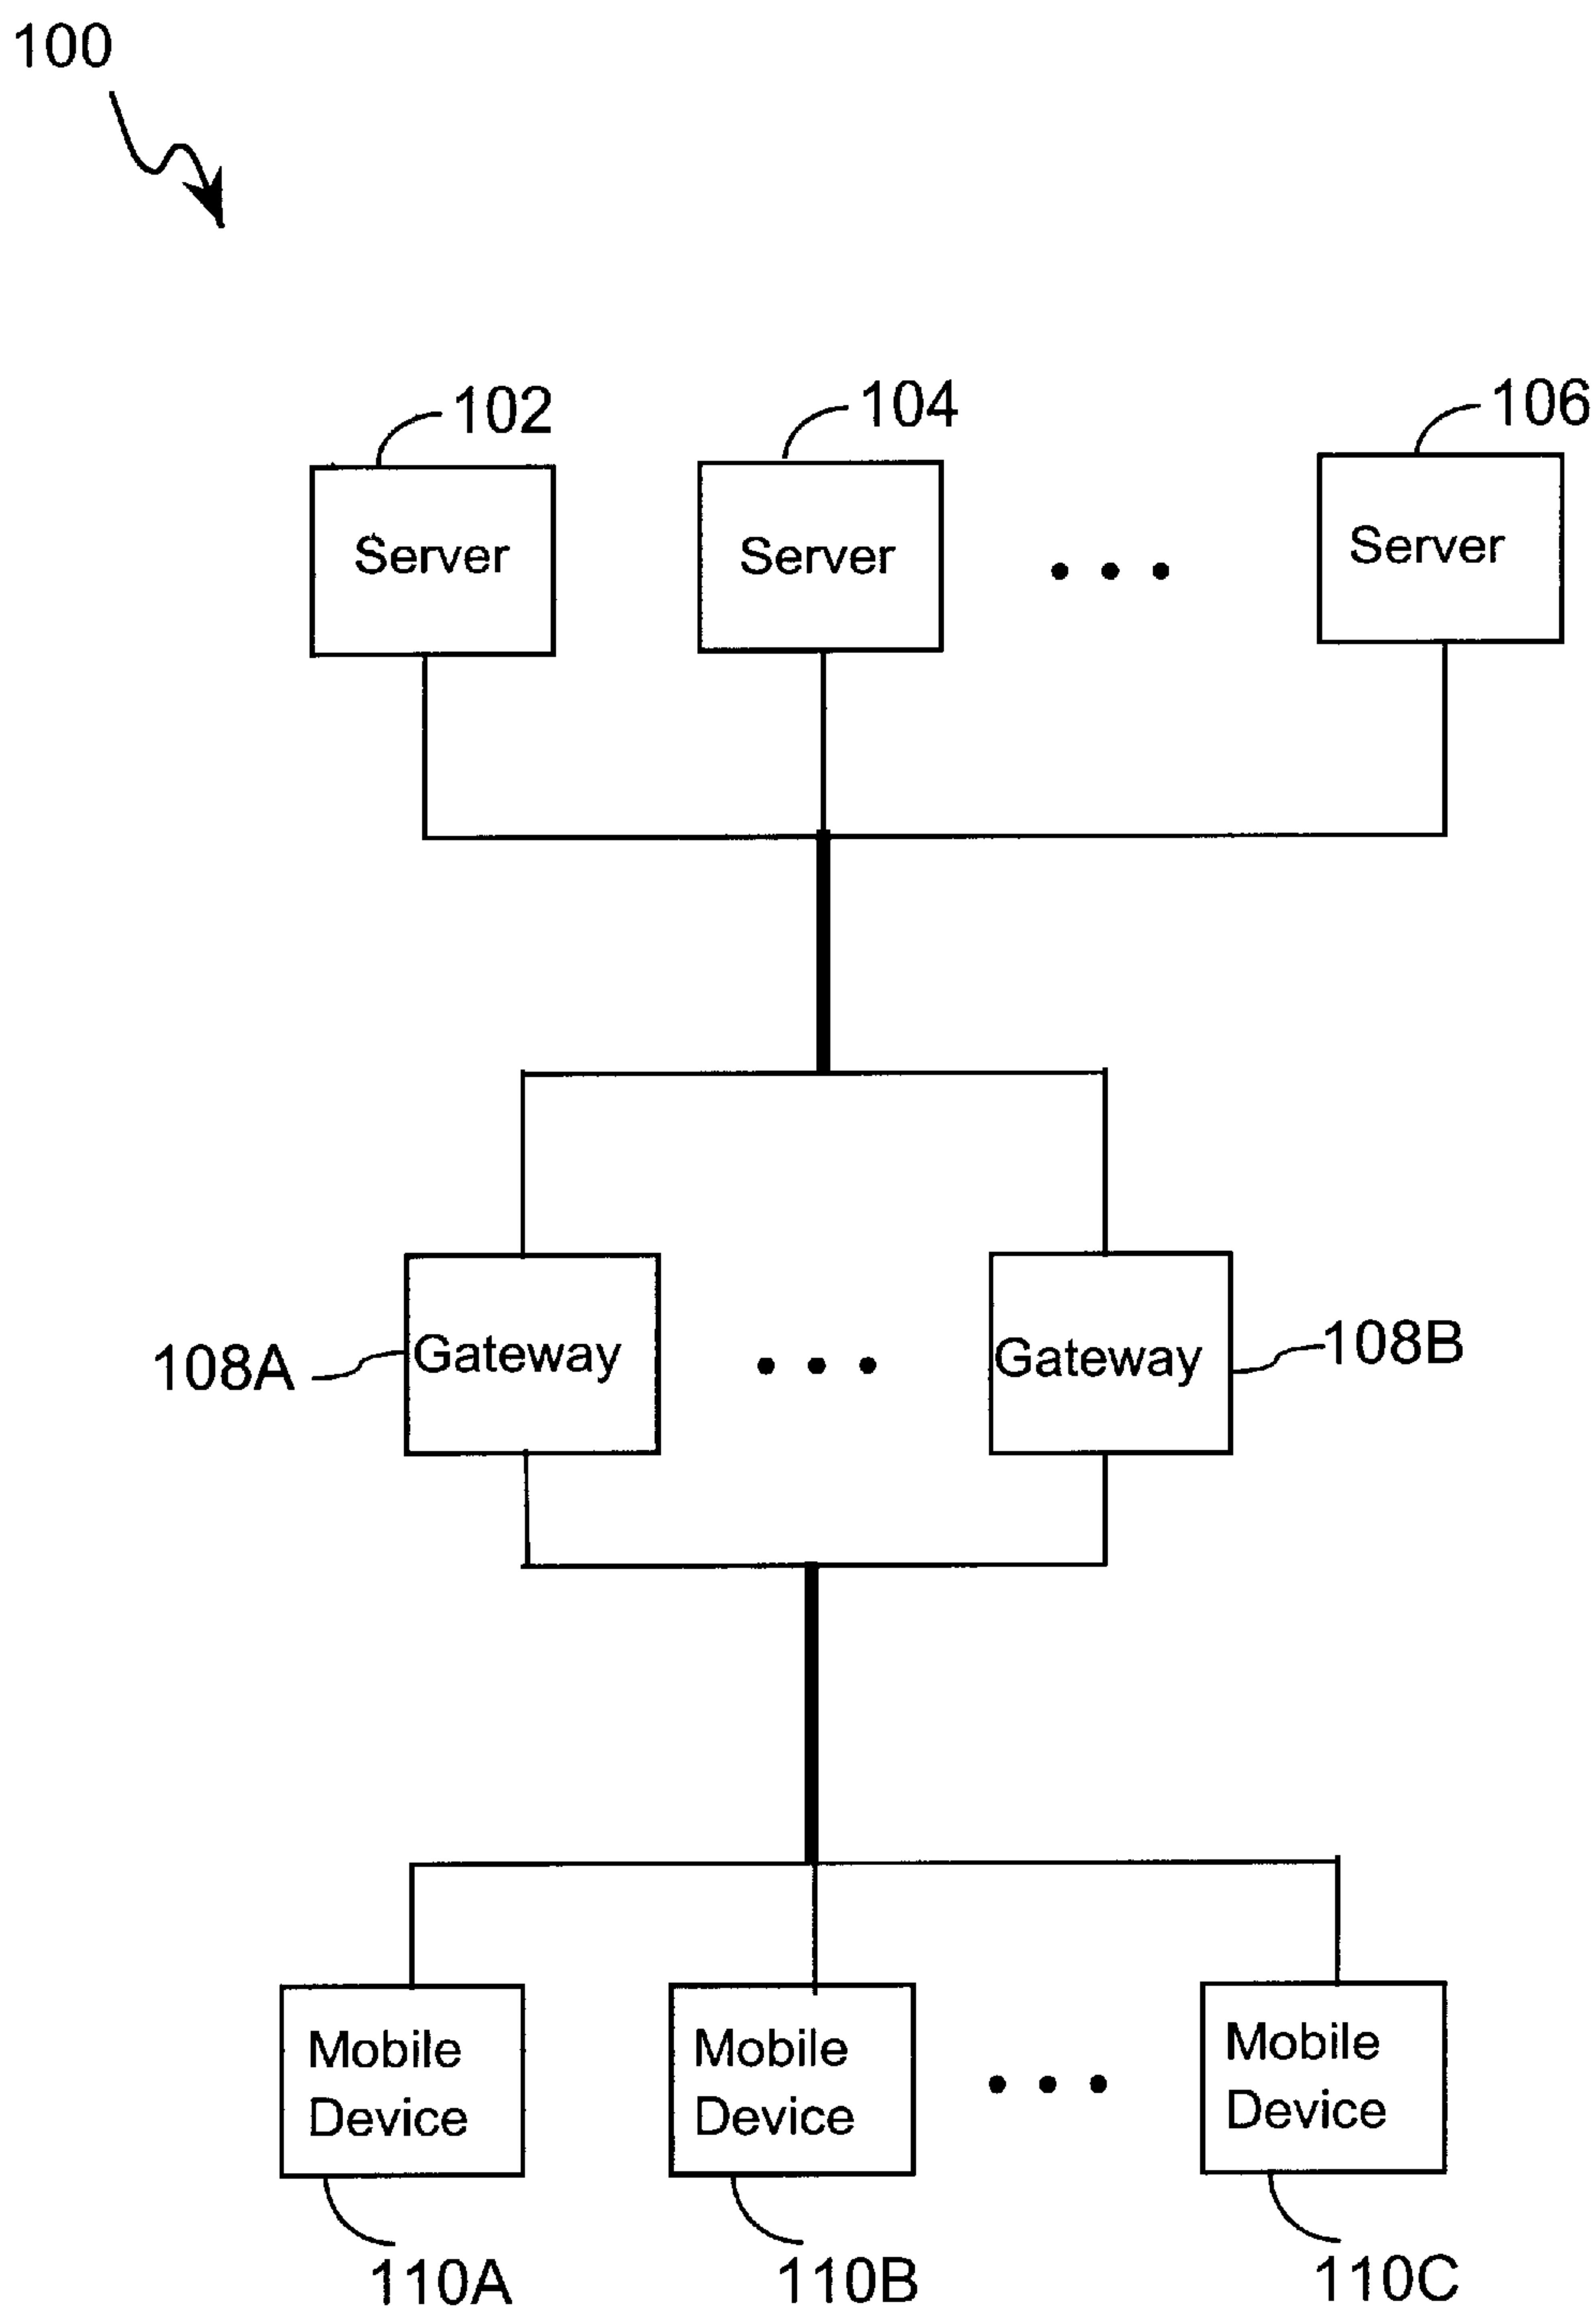 100
102
104
106
Server
Server
Server
108A
Gateway
Gateway
108B
Mobile
Device
Mobile
Device
Mobile
Device
110A
110B
110C